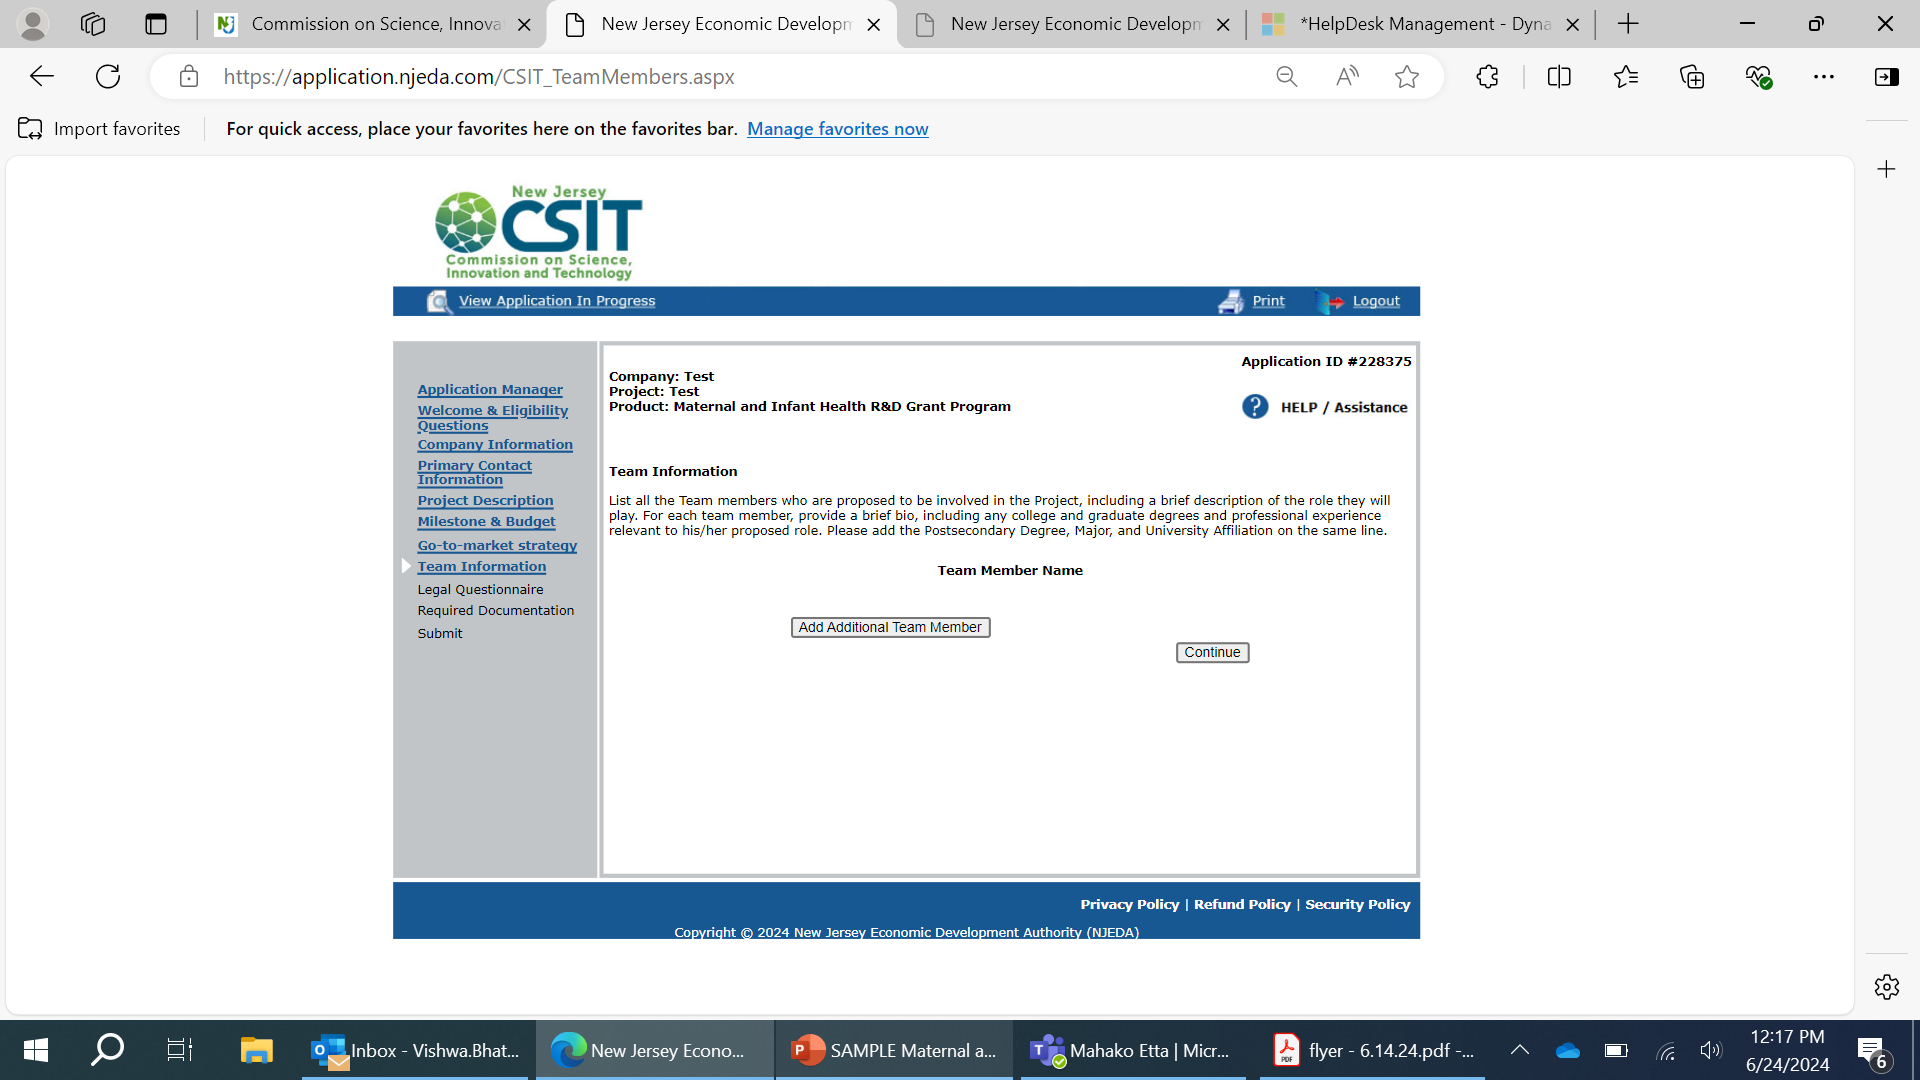 Commission on Science, Innova
New Jersey Economic Developm
New Jersey Economic Developm
*HelpDesk Management - Dyna
https://application.njeda.com/CSIT_TeamMembers.aspx
Import favorites
For quick access, place your favorites here on the favorites bar. Manage favorites now
New Jersey
CSIT
Commission on Science,
Innovation and Technology
View Application In Progress
Print
Logout
Application Manager
Welcome & Eligibility
Questions
Company Information
Primary Contact
Information
Project Description
Milestone & Budget
Go-to-market strategy
Team Information
Legal Questionnaire
Required Documentation
Submit
Application ID #228375
Company: Test
Project: Test
Product: Maternal and Infant Health R&D Grant Program
HELP / Assistance
Team Information
List all the Team members who are proposed to be involved in the Project, including a brief description of the role they will
play. For each team member, provide a brief bio, including any college and graduate degrees and professional experience
relevant to his/her proposed role. Please add the Postsecondary Degree, Major, and University Affiliation on the same line.
Team Member Name
Add Additional Team Member
Continue
Privacy Policy | Refund Policy | Security Policy
Copyright © 2024 New Jersey Economic Development Authority (NJEDA)
Inbox - Vishwa.Bhat...
New Jersey Econo...
SAMPLE Maternal a...
Mahako Etta | Micr...
flyer - 6.14.24.pdf -...
12:17 PM
6/24/2024
6